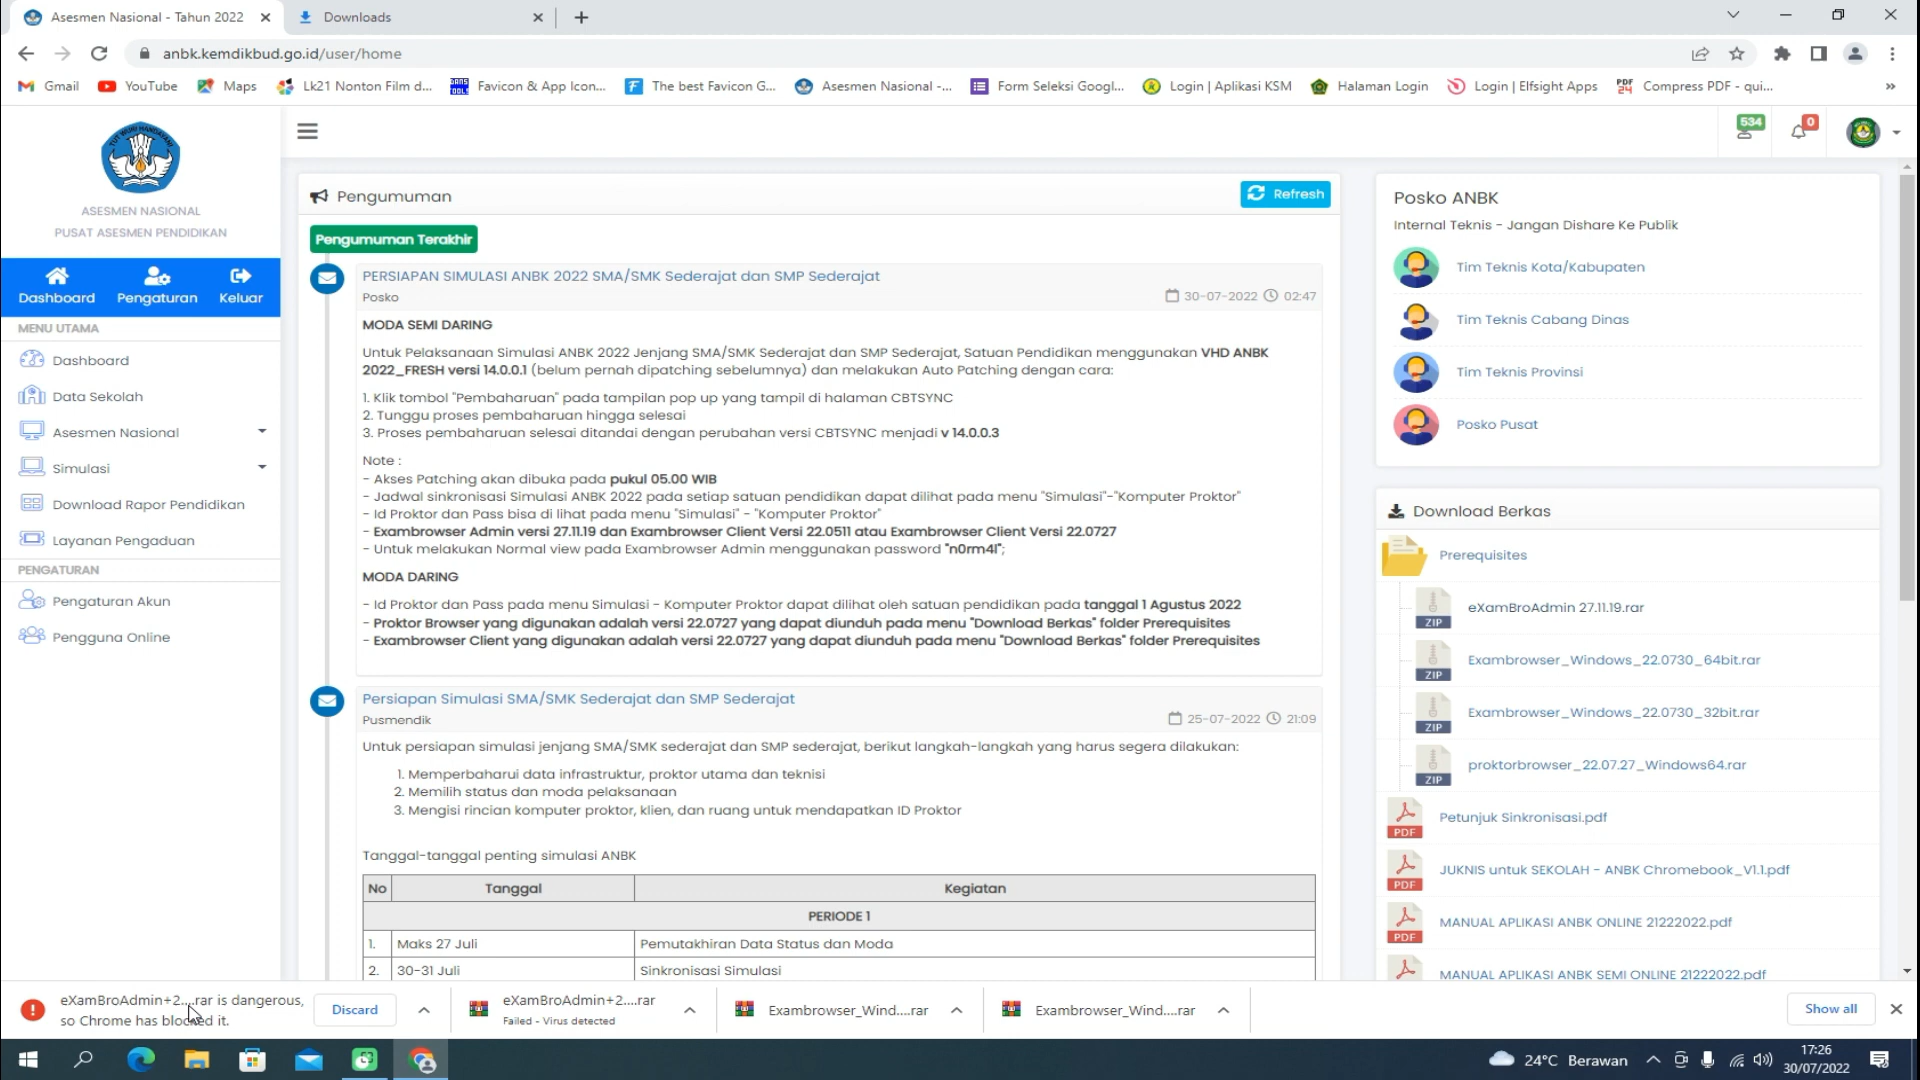 Asesmen Nasional - Tahun 2022
Downloads
anbk.kemdikbud.go.id/user/home
Gmail
YouTube
Maps
Lk21 Nonton Film d...
Favicon & App Icon...
The best Favicon G...
Asesmen Nasional -...
Form Seleksi Googl...
Login | Aplikasi KSM
Halaman Login
Login | Elfsight Apps
Compress PDF - qui...
ASESMEN NASIONAL
PUSAT ASESMEN PENDIDIKAN
Dashboard
Pengaturan
Keluar
MENU UTAMA
Dashboard
Data Sekolah
Asesmen Nasional
Simulasi
Download Rapor Pendidikan
Layanan Pengaduan
PENGATURAN
Pengaturan Akun
Pengguna Online
534
0
Pengumuman
Refresh
Pengumuman Terakhir
PERSIAPAN SIMULASI ANBK 2022 SMA/SMK Sederajat dan SMP Sederajat
Posko
30-07-2022 02:47
MODA SEMI DARING
Untuk Pelaksanaan Simulasi ANBK 2022 Jenjang SMA/SMK Sederajat dan SMP Sederajat, Satuan Pendidikan menggunakan VHD ANBK
2022_FRESH versi 14.0.0.1 (belum pernah dipatching sebelumnya) dan melakukan Auto Patching dengan cara:
1. Klik tombol "Pembaharuan" pada tampilan pop up yang tampil di halaman CBTSYNC
2. Tunggu proses pembaharuan hingga selesai
3. Proses pembaharuan selesai ditandai dengan perubahan versi CBTSYNC menjadi v 14.0.0.3
Note :
- Akses Patching akan dibuka pada pukul 05.00 WIB
- Jadwal sinkronisasi Simulasi ANBK 2022 pada setiap satuan pendidikan dapat dilihat pada menu "Simulasi"-"Komputer Proktor"
- Id Proktor dan Pass bisa di lihat pada menu "Simulasi" - "Komputer Proktor"
- Exambrowser Admin versi 27.11.19 dan Exambrowser Client Versi 22.0511 atau Exambrowser Client Versi 22.0727
- Untuk melakukan Normal view pada Exambrowser Admin menggunakan password "n0rm4l";
MODA DARING
- Id Proktor dan Pass pada menu Simulasi - Komputer Proktor dapat dilihat oleh satuan pendidikan pada tanggal 1 Agustus 2022
- Proktor Browser yang digunakan adalah versi 22.0727 yang dapat diunduh pada menu "Download Berkas" folder Prerequisites
- Exambrowser Client yang digunakan adalah versi 22.0727 yang dapat diunduh pada menu "Download Berkas" folder Prerequisites
Persiapan Simulasi SMA/SMK Sederajat dan SMP Sederajat
Pusmendik
25-07-2022 21:09
Untuk persiapan simulasi jenjang SMA/SMK sederajat dan SMP sederajat, berikut langkah-langkah yang harus segera dilakukan:
1. Memperbaharui data infrastruktur, proktor utama dan teknisi
2. Memilih status dan moda pelaksanaan
3. Mengisi rincian komputer proktor, klien, dan ruang untuk mendapatkan ID Proktor
Tanggal-tanggal penting simulasi ANBK
No Tanggal Kegiatan
PERIODE 1
1. Maks 27 Juli Pemutakhiran Data Status dan Moda
2. 30-31 Juli Sinkronisasi Simulasi
Posko ANBK
Internal Teknis - Jangan Dishare Ke Publik
Tim Teknis Kota/Kabupaten
Tim Teknis Cabang Dinas
Tim Teknis Provinsi
Posko Pusat
Download Berkas
Prerequisites
ZIP eXamBroAdmin 27.11.19.rar
ZIP Exambrowser_Windows_22.0730_64bit.rar
ZIP Exambrowser_Windows_22.0730_32bit.rar
ZIP proktorbrowser_22.07.27_Windows64.rar
PDF Petunjuk Sinkronisasi.pdf
PDF JUKNIS untuk SEKOLAH - ANBK Chromebook_V1.1.pdf
PDF MANUAL APLIKASI ANBK ONLINE 21222022.pdf
MANUAL APLIKASI ANBK SEMI ONLINE 21222022.pdf
eXamBroAdmin+2....rar is dangerous,
so Chrome has blocked it.
Discard
eXamBroAdmin+2....rar
Failed - Virus detected
Exambrowser_Wind....rar
Exambrowser_Wind....rar
Show all
24°C Berawan
17:26
30/07/2022